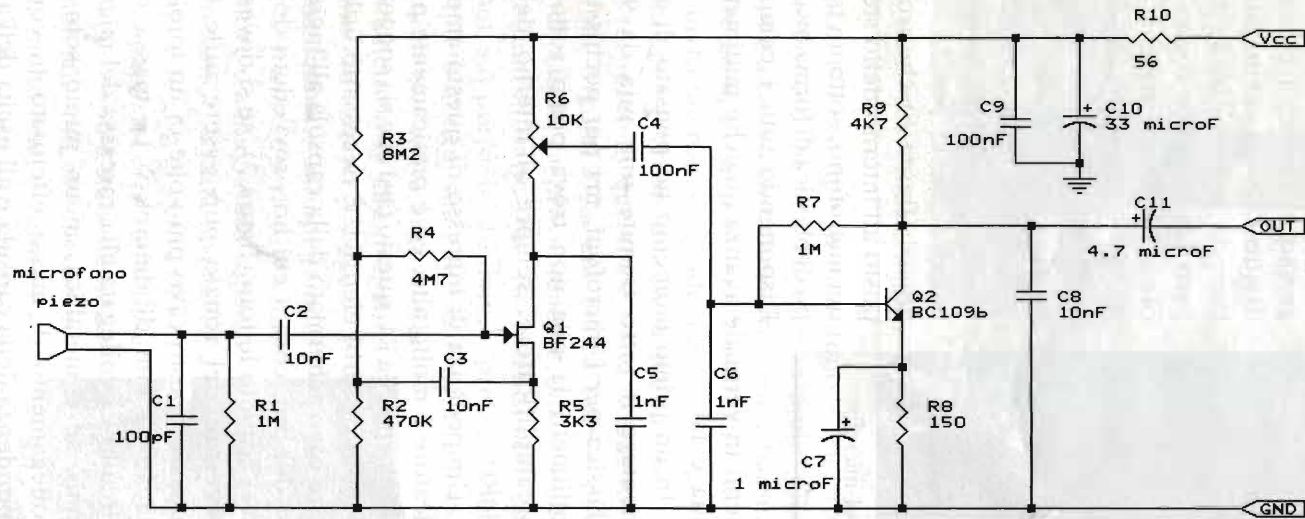 R10
Vcc
56
R6
10K
R9
4K7
C9
100nF
C10
33 microF
C4
100nF
R3
8M2
R7
1M
C11
OUT
4.7 microF
R4
4M7
microfono
piezo
C2
10nF
Q1
BF244
Q2
BC109b
C8
10nF
C3
10nF
C5
1nF
C6
1nF
C1
100pF
R1
1M
R2
470K
R5
3K3
R8
150
C7
1 microF
GND